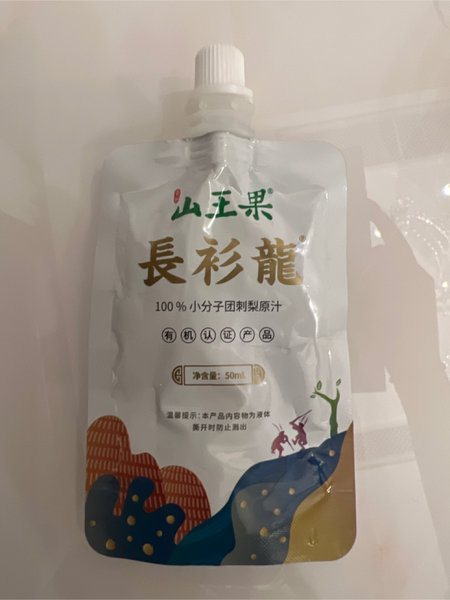 山王果®
長衫龍®
100 % 小分子团刺梨原汁
有机认证产品
净含量：50mL
温馨提示：本产品内容物为液体
撕开时防止溅出